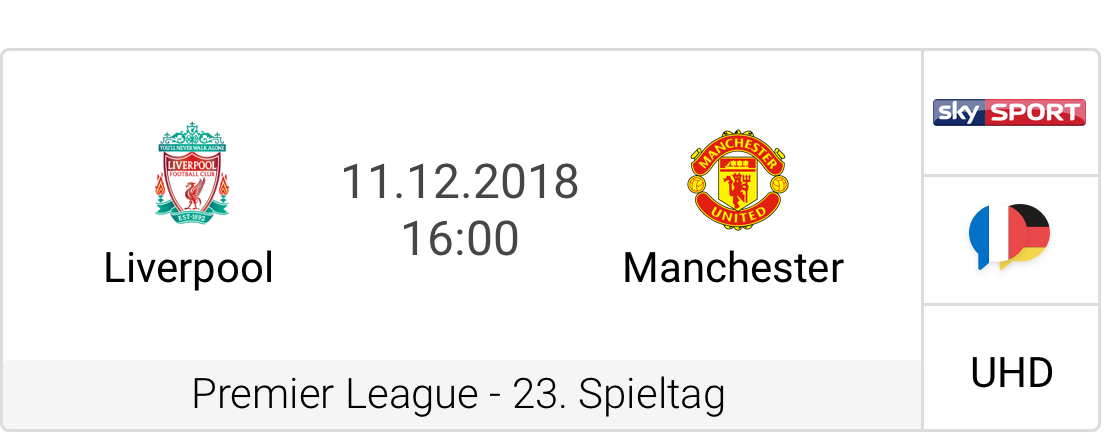 YOU'LL NEVER WALK ALONE
LIVERPOOL
FOOTBALL CLUB
EST·1892
Liverpool
11.12.2018
16:00
MANCHESTER
UNITED
Manchester
Premier League - 23. Spieltag
sky SPORT
UHD